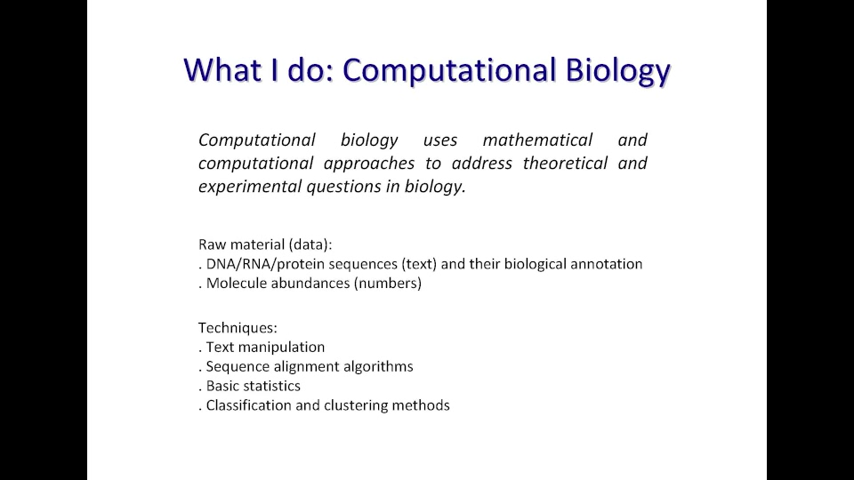 What I do: Computational Biology
Computational biology uses mathematical and
computational approaches to address theoretical and
experimental questions in biology.
Raw material (data):
. DNA/RNA/protein sequences (text) and their biological annotation
. Molecule abundances (numbers)
Techniques:
. Text manipulation
. Sequence alignment algorithms
. Basic statistics
. Classification and clustering methods